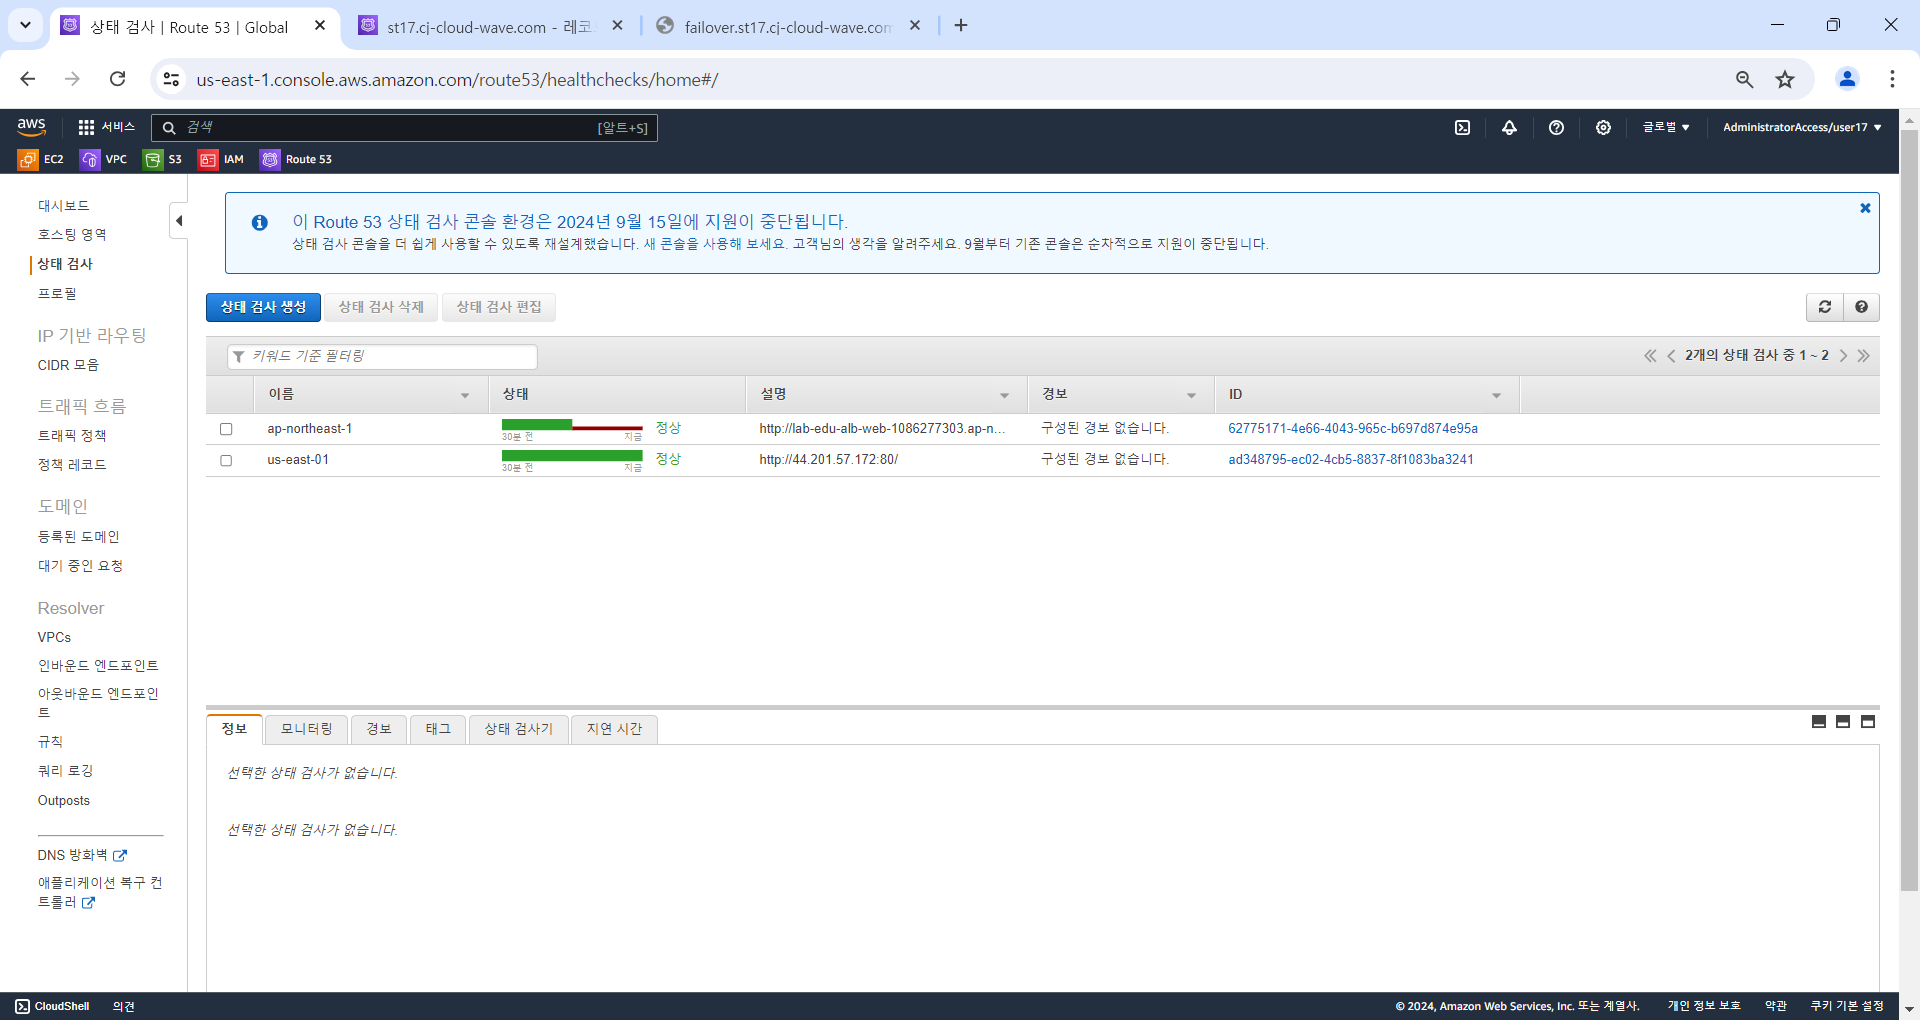 상태 검사 | Route 53 | Global
st17.cj-cloud-wave.com - 레코
failover.st17.cj-cloud-wave.com
us-east-1.console.aws.amazon.com/route53/healthchecks/home#/
aws
서비스
검색
[알트+S]
글로벌
AdministratorAccess/user17
EC2
VPC
S3
IAM
Route 53
대시보드
호스팅 영역
상태 검사
프로필
IP 기반 라우팅
CIDR 모음
트래픽 흐름
트래픽 정책
정책 레코드
도메인
등록된 도메인
대기 중인 요청
Resolver
VPCs
인바운드 엔드포인트
아웃바운드 엔드포인
트
규칙
쿼리 로깅
Outposts
DNS 방화벽
애플리케이션 복구 컨
트롤러
이 Route 53 상태 검사 콘솔 환경은 2024년 9월 15일에 지원이 중단됩니다.
상태 검사 콘솔을 더 쉽게 사용할 수 있도록 재설계했습니다. 새 콘솔을 사용해 보세요. 고객님의 생각을 알려주세요. 9월부터 기존 콘솔은 순차적으로 지원이 중단됩니다.
상태 검사 생성
상태 검사 삭제
상태 검사 편집
키워드 기준 필터링
2개의 상태 검사 중 1 ~ 2
이름
상태
설명
경보
ID
ap-northeast-1
30분 전
지금
정상
http://lab-edu-alb-web-1086277303.ap-n...
구성된 경보 없습니다.
62775171-4e66-4043-965c-b697d874e95a
us-east-01
30분 전
지금
정상
http://44.201.57.172:80/
구성된 경보 없습니다.
ad348795-ec02-4cb5-8837-8f1083ba3241
정보
모니터링
경보
태그
상태 검사기
지연 시간
선택한 상태 검사가 없습니다.
선택한 상태 검사가 없습니다.
CloudShell
의견
© 2024, Amazon Web Services, Inc. 또는 계열사.
개인 정보 보호
약관
쿠키 기본 설정